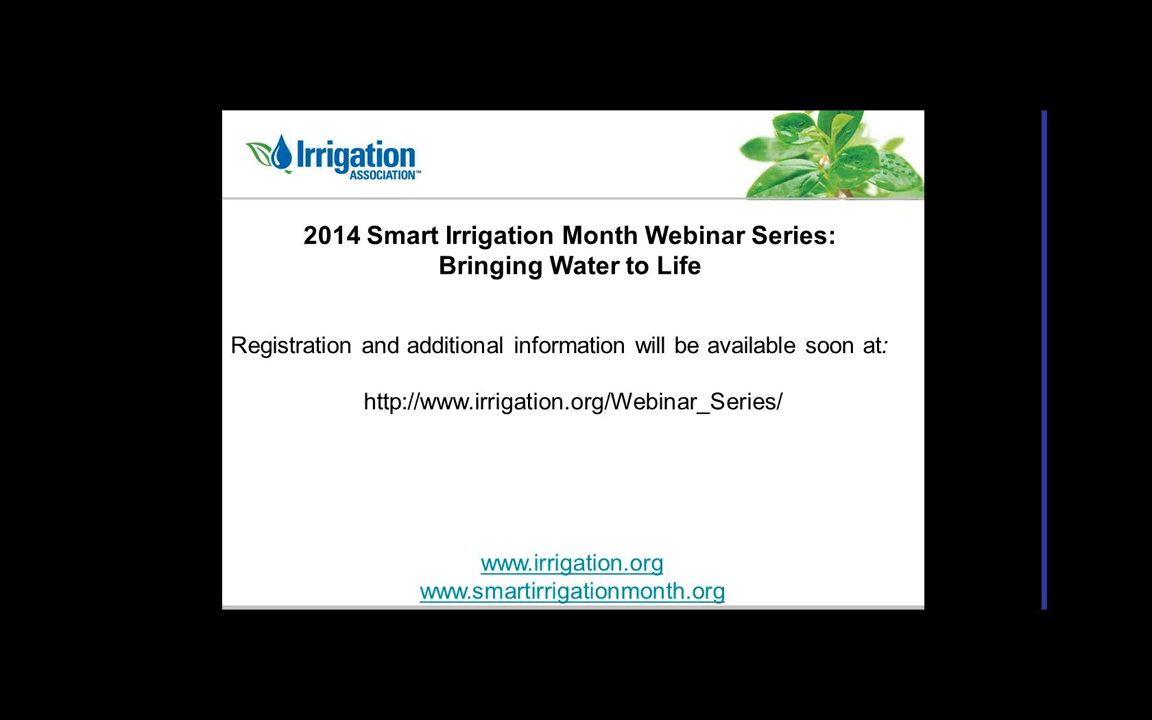 Irrigation
ASSOCIATION™
2014 Smart Irrigation Month Webinar Series:
Bringing Water to Life
Registration and additional information will be available soon at:
http://www.irrigation.org/Webinar_Series/
www.irrigation.org
www.smartirrigationmonth.org